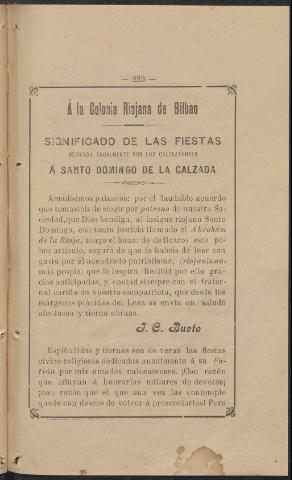 — 223 —
Á la Colonia Riojana de Bilbao
SIGNIFICADO DE LAS FIESTAS
DEDICADA ANUALMENTE POR LOS CALCEATENSES
Á SANTO DOMINGO DE LA CALZADA
Amadísimos paisanos: por el laudable acuerdo
que tomasteis de elegir por patrono de nuestra So-
ciedad, que Dios bendiga, al insigne riojano Santo
Domingo, con tanta justicia llamado el Abrahán
de la Rioja, tengo el honor de dedicaros este po-
bre artículo, seguro de que lo habéis de leer con
gusto por el acendrado patriotismo, (riojanismo
más propio) que lo inspira. Recibid por ello gra-
cias anticipadas, y contad siempre con el frater-
nal cariño de vuestro compatriota, que desde las
márgenes plácidas del Leza os envía un saludo
afectuoso y tierno abrazo.
J. C. Busto
Espléndidas y tiernas son de veras las fiestas
cívico-religiosas dedicadas anualmente á su Pa-
trón por mis amados calceatenses. ¡Con razón
que afluyan á honrarlas millares de devotos;
¡con razón que el que una vez las contemple
quede con deseos de volver á presenciarlas! Pero